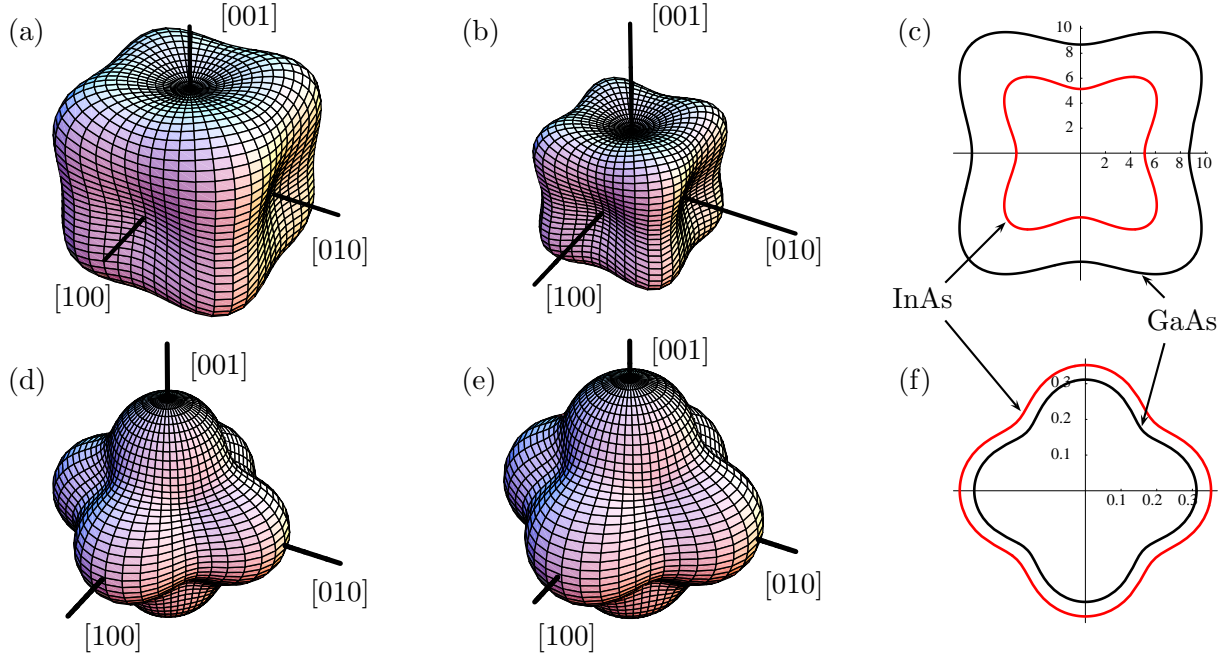 (a)
[001]
[010]
[100]
(b)
[001]
[010]
[100]
(c)
10
8
6
4
2
2 4 6 8 10
InAs
GaAs
(d)
[001]
[010]
[100]
(e)
[001]
[010]
[100]
(f)
0.3
0.2
0.1
0.1 0.2 0.3